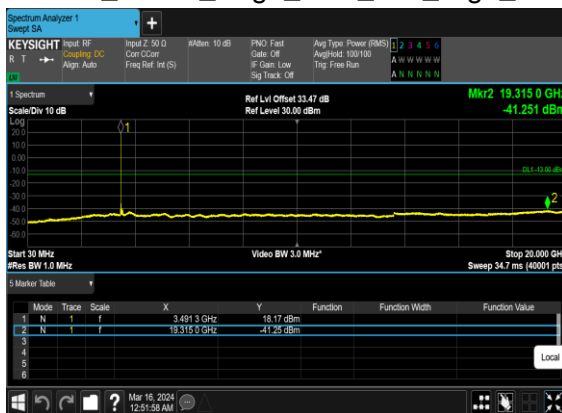 Spectrum Analyzer 1
Swept SA
+
KEYSIGHT
R T
LU
Input: RF
Coupling: DC
Align: Auto
Input Z: 50 Ω
Corr CCorr
Freq Ref: Int (S)
#Atten: 10 dB
PNO: Fast
Gate: Off
IF Gain: Low
Sig Track: Off
Avg Type: Power (RMS)
Avg|Hold: 100/100
Trig: Free Run
1 2 3 4 5 6
A W W W W W
A N N N N N
1 Spectrum
Scale/Div 10 dB
Ref Lvl Offset 33.47 dB
Ref Level 30.00 dBm
Mkr2 19.315 0 GHz
-41.251 dBm
Log
20.0
10.0
0.00
-10.0
-20.0
-30.0
-40.0
-50.0
-60.0
1
DL1 -13.00 dBm
2
Start 30 MHz
#Res BW 1.0 MHz
Video BW 3.0 MHz*
Stop 20.000 GH
Sweep 34.7 ms (40001 pts
5 Marker Table
Mode Trace Scale X Y Function Function Width Function Value
1 N 1 f 3.491 3 GHz 18.17 dBm
2 N 1 f 19.315 0 GHz -41.25 dBm
3
4
5
6
Local
?
Mar 16, 2024
12:51:58 AM